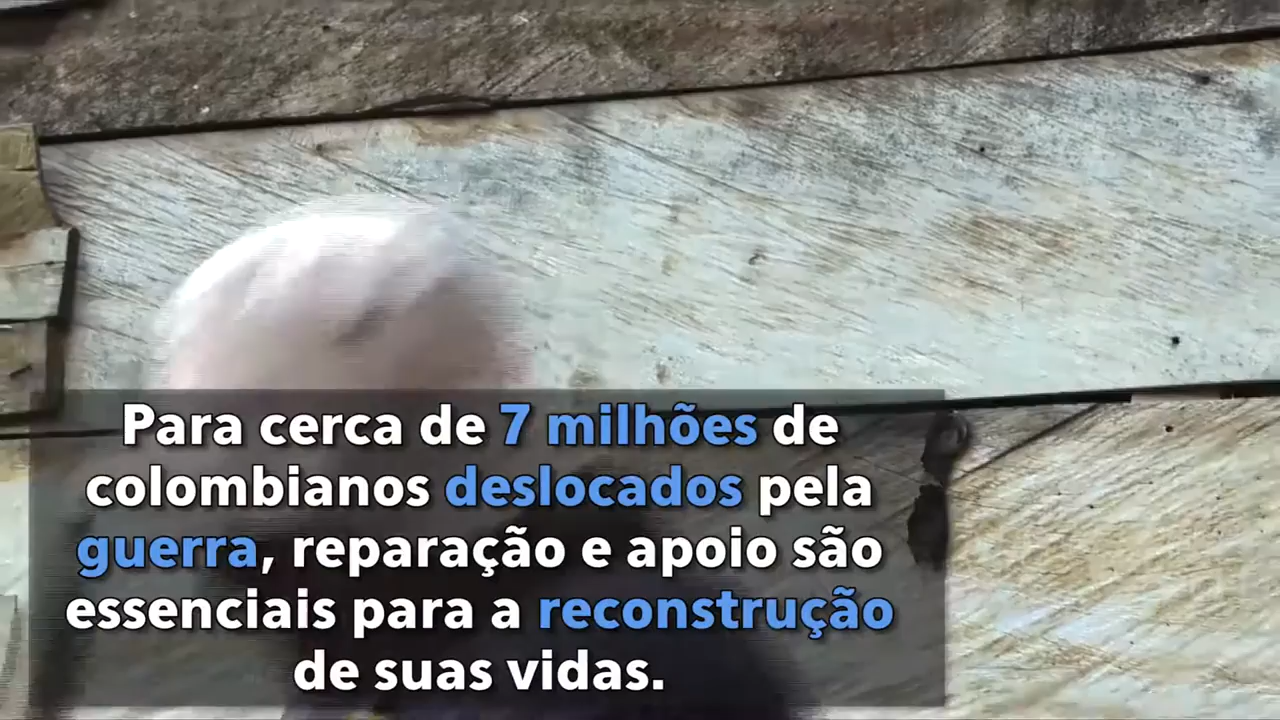 Para cerca de 7 milhões de
colombianos deslocados pela
guerra, reparação e apoio são
essenciais para a reconstrução
de suas vidas.